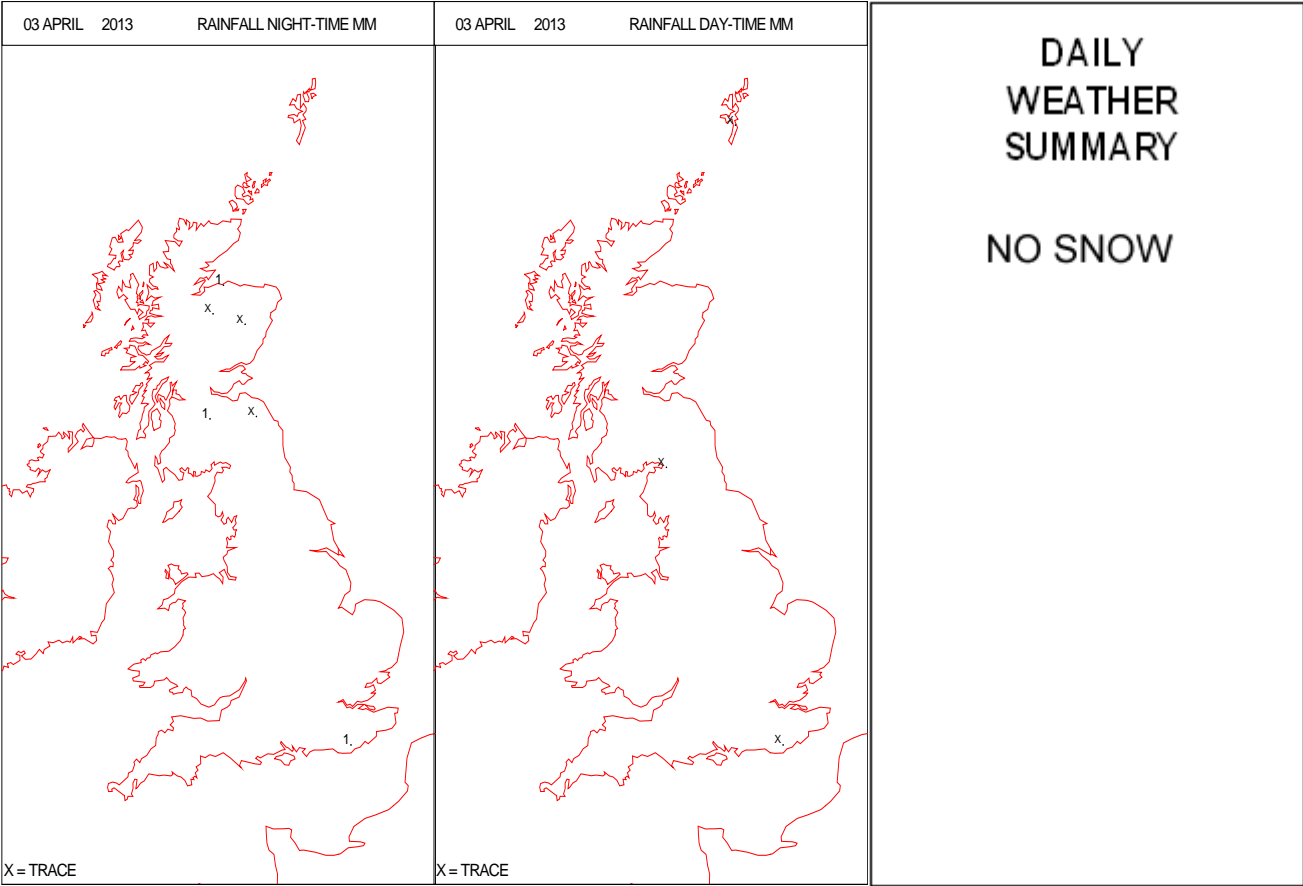 03 APRIL 2013 RAINFALL NIGHT-TIME MM
1.
X.
X.
1.
X.
1.
X = TRACE
03 APRIL 2013 RAINFALL DAY-TIME MM
X.
X.
X.
X = TRACE
DAILY
WEATHER
SUMMARY
NO SNOW